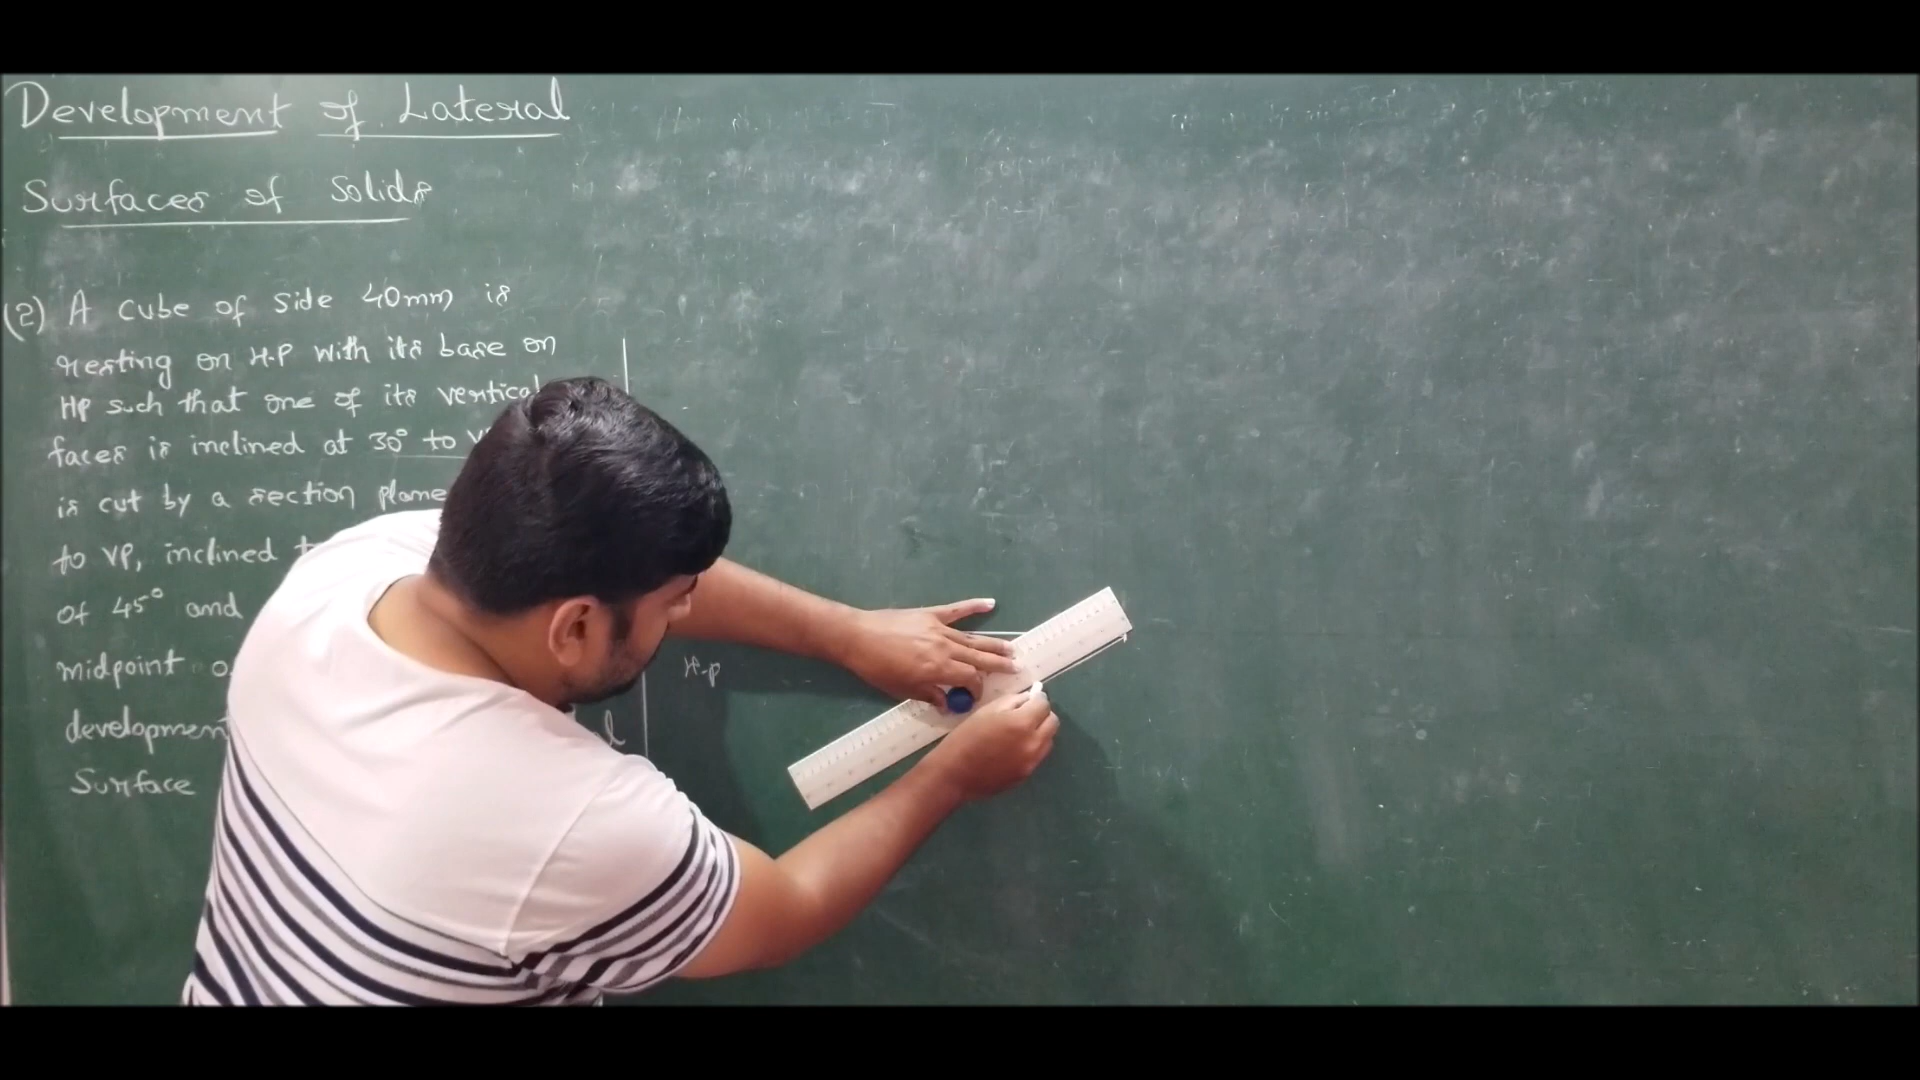 Development of Lateral
Surfaces of Solids
(2) A cube of side 40mm is
resting on H.P with its base on
HP such that one of its vertical
faces is inclined at 30° to
is cut by a section plane
to VP, inclined
of 45° and
midpoint
H.P
development
Surface